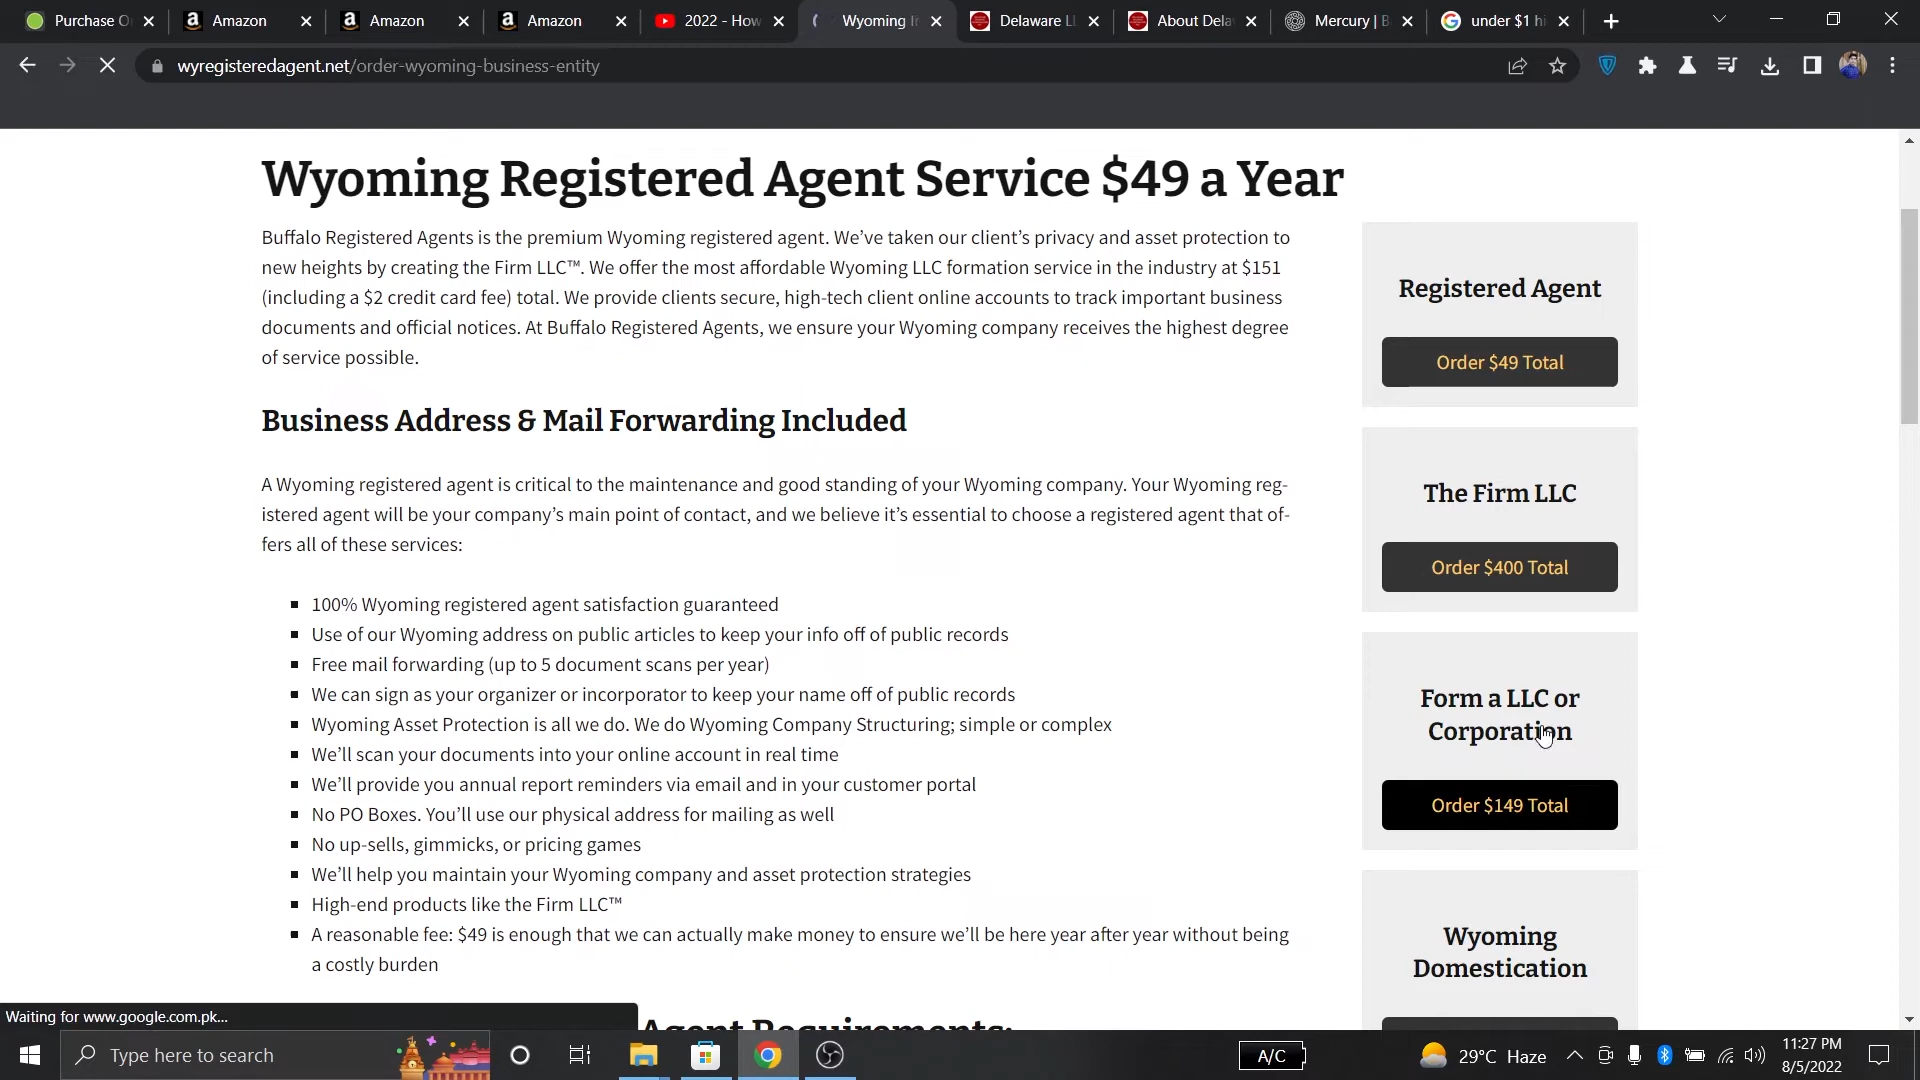 Purchase O
Amazon
Amazon
Amazon
2022 - How
Wyoming
Delaware L
About Dela
Mercury | B
under $1 hi
wyregisteredagent.net/order-wyoming-business-entity
Wyoming Registered Agent Service $49 a Year
Buffalo Registered Agents is the premium Wyoming registered agent. We’ve taken our client’s privacy and asset protection to
new heights by creating the Firm LLC™. We offer the most affordable Wyoming LLC formation service in the industry at $151
(including a $2 credit card fee) total. We provide clients secure, high-tech client online accounts to track important business
documents and official notices. At Buffalo Registered Agents, we ensure your Wyoming company receives the highest degree
of service possible.
Business Address & Mail Forwarding Included
A Wyoming registered agent is critical to the maintenance and good standing of your Wyoming company. Your Wyoming reg-
istered agent will be your company’s main point of contact, and we believe it’s essential to choose a registered agent that of-
fers all of these services:
100% Wyoming registered agent satisfaction guaranteed
Use of our Wyoming address on public articles to keep your info off of public records
Free mail forwarding (up to 5 document scans per year)
We can sign as your organizer or incorporator to keep your name off of public records
Wyoming Asset Protection is all we do. We do Wyoming Company Structuring; simple or complex
We’ll scan your documents into your online account in real time
We’ll provide you annual report reminders via email and in your customer portal
No PO Boxes. You’ll use our physical address for mailing as well
No up-sells, gimmicks, or pricing games
We’ll help you maintain your Wyoming company and asset protection strategies
High-end products like the Firm LLC™
A reasonable fee: $49 is enough that we can actually make money to ensure we’ll be here year after year without being
a costly burden
Agent Requirements:
Registered Agent
Order $49 Total
The Firm LLC
Order $400 Total
Form a LLC or
Corporation
Order $149 Total
Wyoming
Domestication
Waiting for www.google.com.pk...
Type here to search
A/C
29°C Haze
11:27 PM
8/5/2022